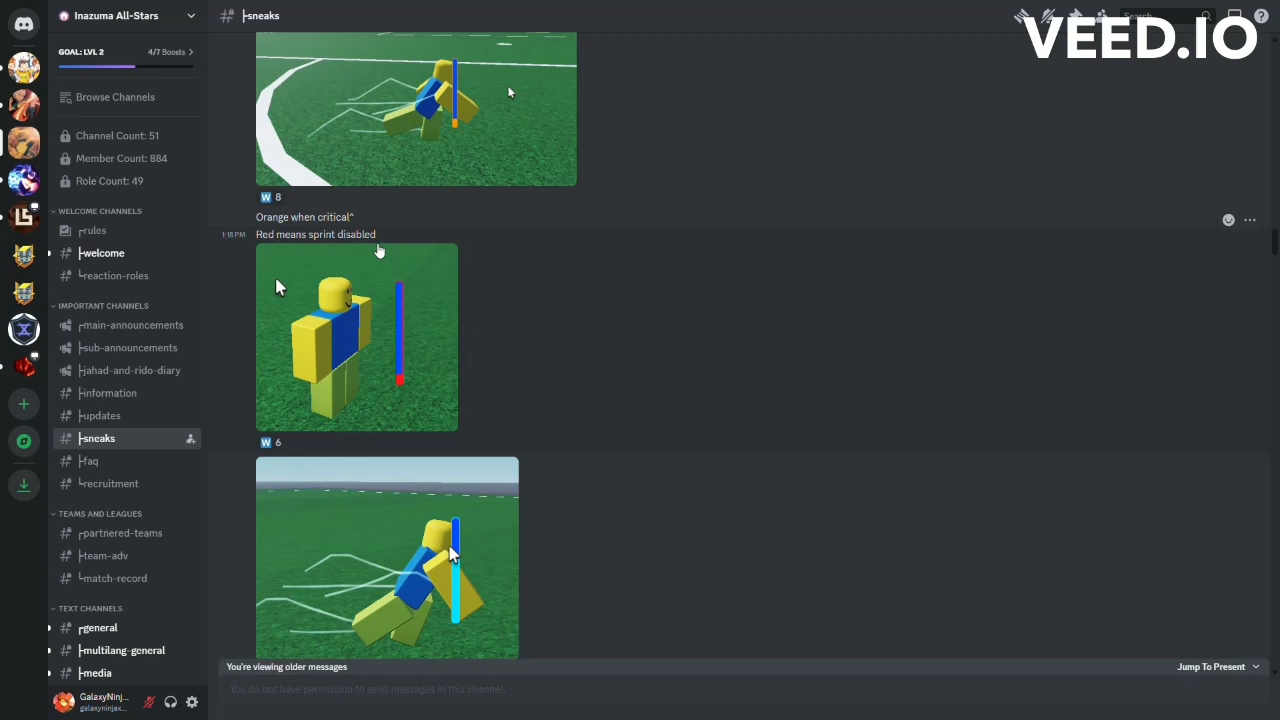 Inazuma All-Stars
├sneaks
Search
VEED.IO
GOAL: LVL 2
4/7 Boosts
Browse Channels
Channel Count: 51
Member Count: 884
Role Count: 49
WELCOME CHANNELS
┌rules
├welcome
└reaction-roles
IMPORTANT CHANNELS
┌main-announcements
├sub-announcements
├jahad-and-rido-diary
├information
├updates
├sneaks
├faq
└recruitment
TEAMS AND LEAGUES
┌partnered-teams
├team-adv
└match-record
TEXT CHANNELS
┌general
├multilang-general
├media
GalaxyNinj...
galaxyninjax...
W 8
Orange when critical^
1:18 PM Red means sprint disabled
W 6
You're viewing older messages
Jump To Present
You do not have permission to send messages in this channel.